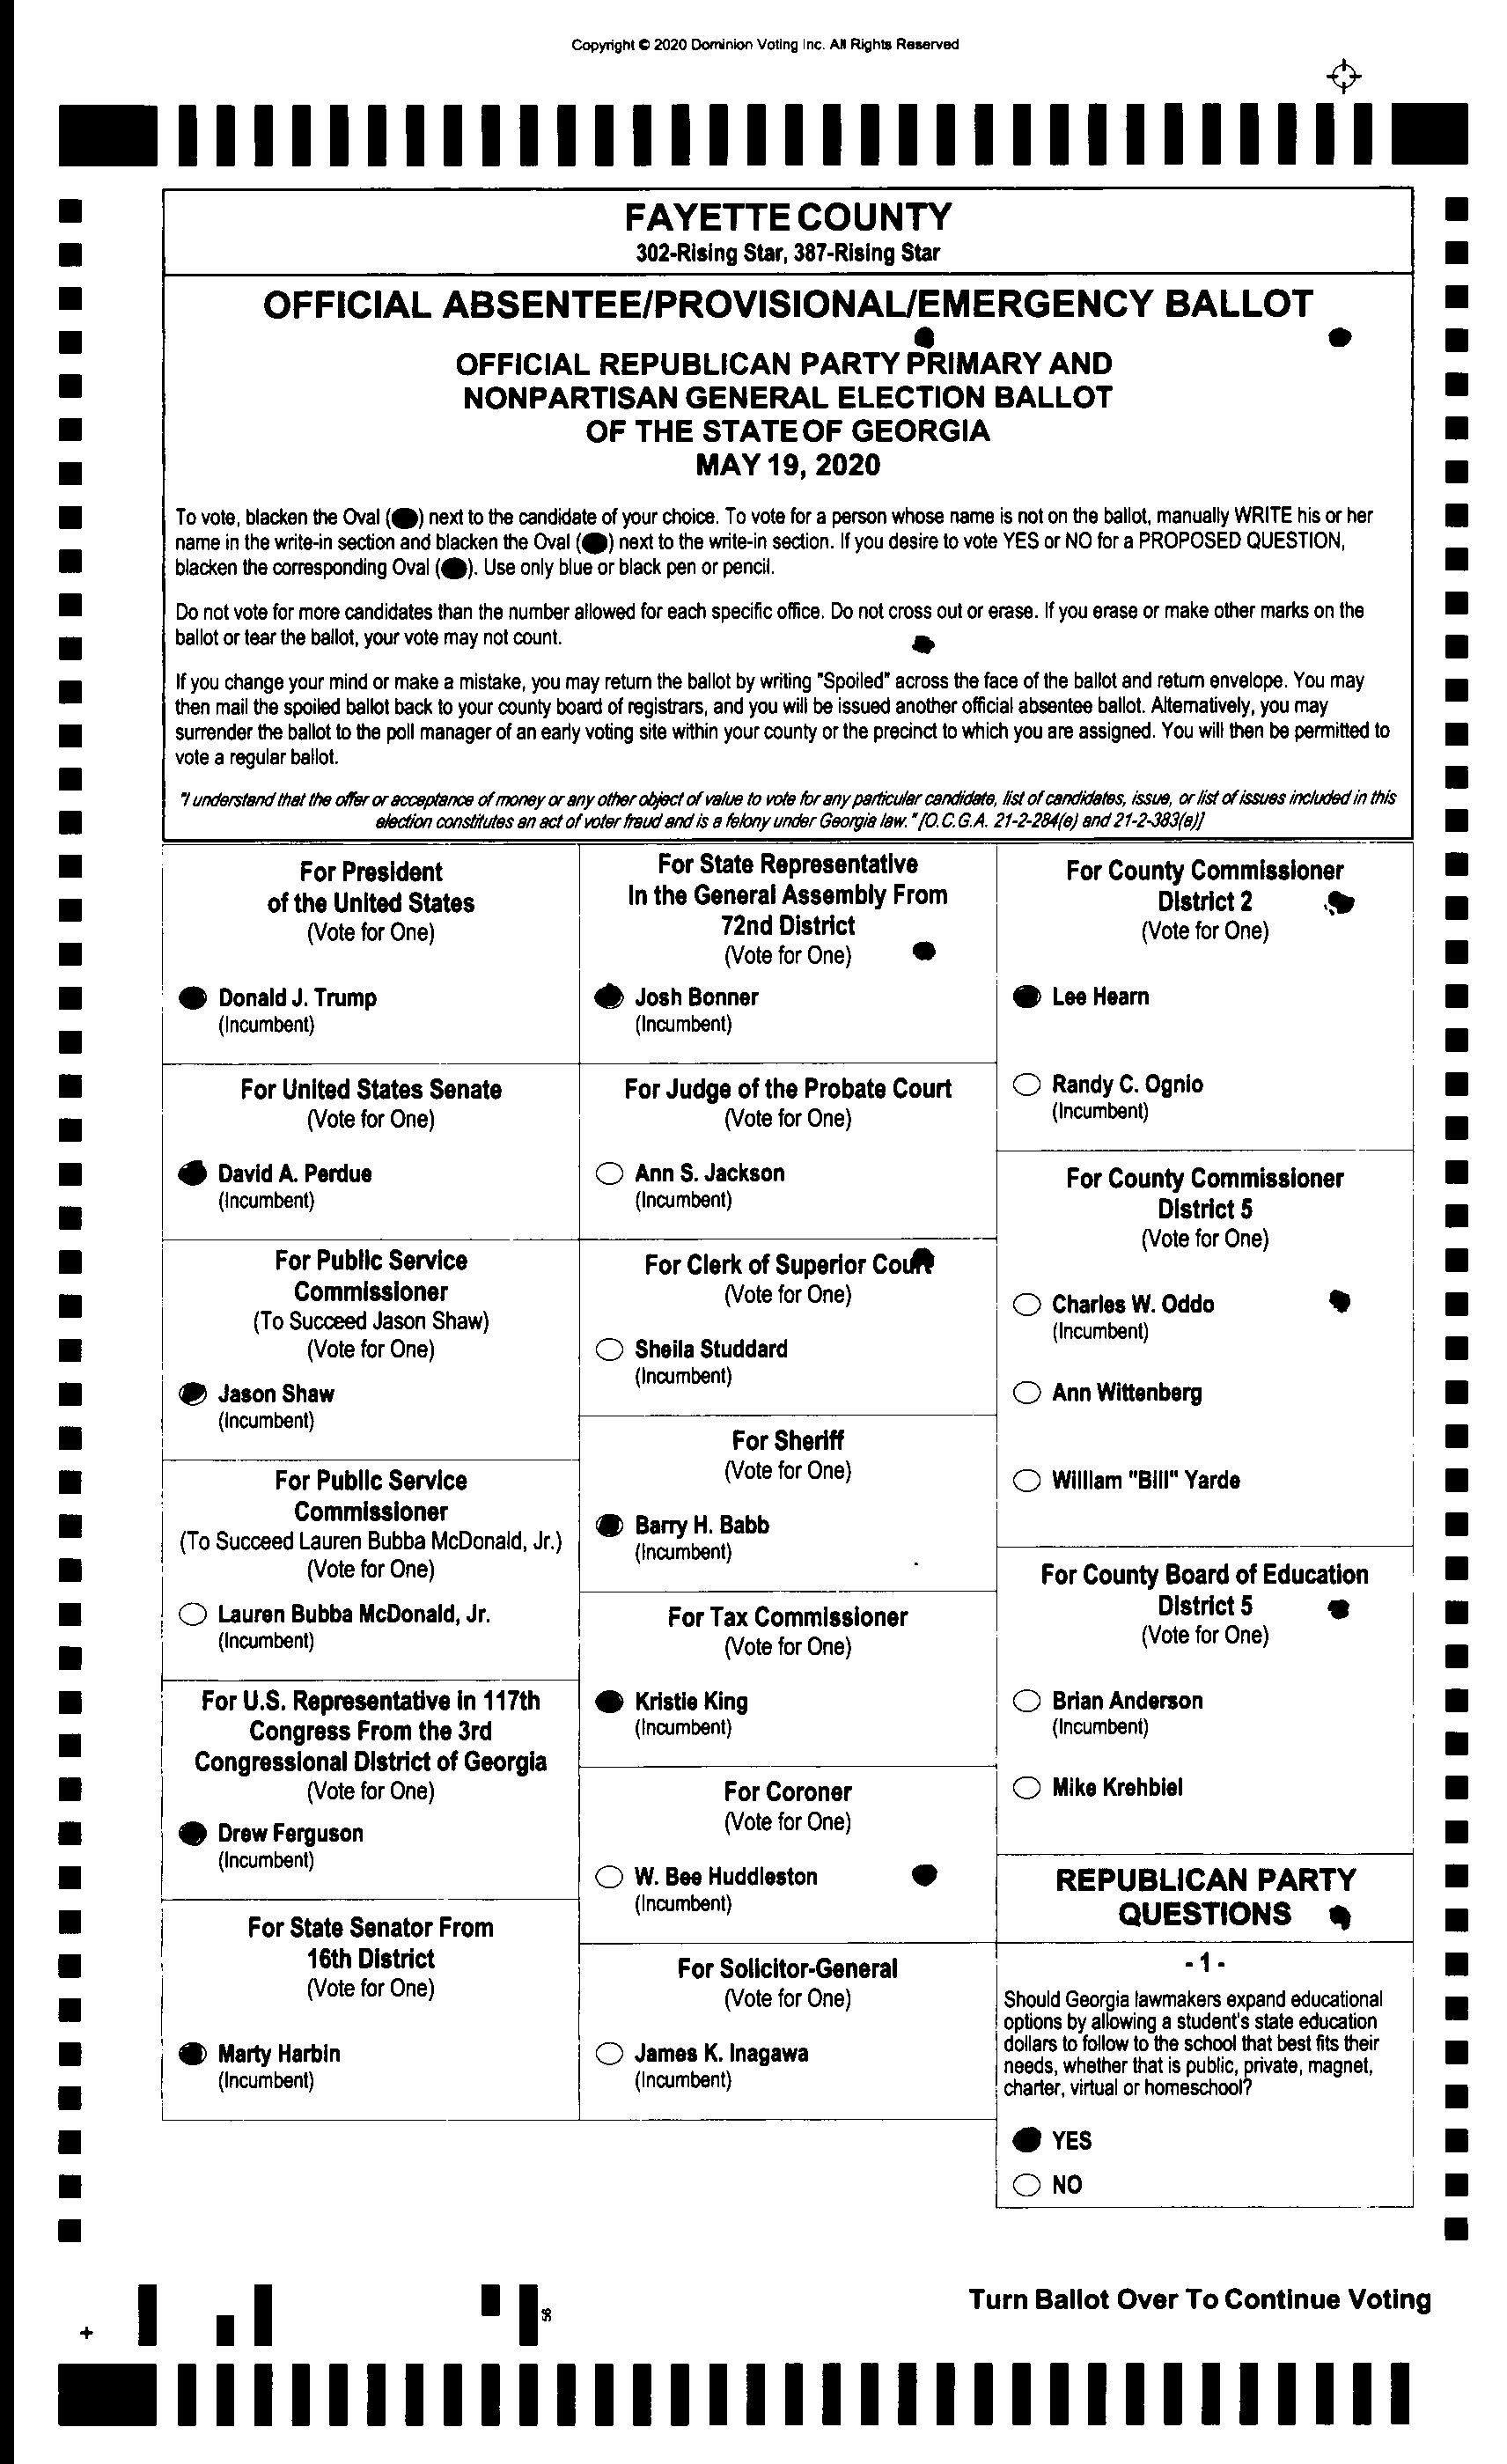 Copyright © 2020 Dominion Voting Inc. All Rights Reserved
FAYETTE COUNTY
302-Rising Star, 387-Rising Star
OFFICIAL ABSENTEE/PROVISIONAL/EMERGENCY BALLOT
OFFICIAL REPUBLICAN PARTY PRIMARY AND
NONPARTISAN GENERAL ELECTION BALLOT
OF THE STATE OF GEORGIA
MAY 19, 2020
To vote, blacken the Oval (●) next to the candidate of your choice. To vote for a person whose name is not on the ballot, manually WRITE his or her
name in the write-in section and blacken the Oval (●) next to the write-in section. If you desire to vote YES or NO for a PROPOSED QUESTION,
blacken the corresponding Oval (●). Use only blue or black pen or pencil.
Do not vote for more candidates than the number allowed for each specific office. Do not cross out or erase. If you erase or make other marks on the
ballot or tear the ballot, your vote may not count.
If you change your mind or make a mistake, you may return the ballot by writing "Spoiled" across the face of the ballot and return envelope. You may
then mail the spoiled ballot back to your county board of registrars, and you will be issued another official absentee ballot. Alternatively, you may
surrender the ballot to the poll manager of an early voting site within your county or the precinct to which you are assigned. You will then be permitted to
vote a regular ballot.
"I understand that the offer or acceptance of money or any other object of value to vote for any particular candidate, list of candidates, issue, or list of issues included in this
election constitutes an act of voter fraud and is a felony under Georgia law." [O.C.G.A. 21-2-284(e) and 21-2-383(a)]
For President
of the United States
(Vote for One)
Donald J. Trump
(Incumbent)
For United States Senate
(Vote for One)
David A. Perdue
(Incumbent)
For Public Service
Commissioner
(To Succeed Jason Shaw)
(Vote for One)
Jason Shaw
(Incumbent)
For Public Service
Commissioner
(To Succeed Lauren Bubba McDonald, Jr.)
(Vote for One)
Lauren Bubba McDonald, Jr.
(Incumbent)
For U.S. Representative in 117th
Congress From the 3rd
Congressional District of Georgia
(Vote for One)
Drew Ferguson
(Incumbent)
For State Senator From
16th District
(Vote for One)
Marty Harbin
(Incumbent)
For State Representative
In the General Assembly From
72nd District
(Vote for One)
Josh Bonner
(Incumbent)
For Judge of the Probate Court
(Vote for One)
Ann S. Jackson
(Incumbent)
For Clerk of Superior Court
(Vote for One)
Sheila Studdard
(Incumbent)
For Sheriff
(Vote for One)
Barry H. Babb
(Incumbent)
For Tax Commissioner
(Vote for One)
Kristie King
(Incumbent)
For Coroner
(Vote for One)
W. Bee Huddleston
(Incumbent)
For Solicitor-General
(Vote for One)
James K. Inagawa
(Incumbent)
For County Commissioner
District 2
(Vote for One)
Lee Hearn
Randy C. Ognio
(Incumbent)
For County Commissioner
District 5
(Vote for One)
Charles W. Oddo
(Incumbent)
Ann Wittenberg
William "Bill" Yarde
For County Board of Education
District 5
(Vote for One)
Brian Anderson
(Incumbent)
Mike Krehbiel
REPUBLICAN PARTY
QUESTIONS
- 1 -
Should Georgia lawmakers expand educational
options by allowing a student's state education
dollars to follow to the school that best fits their
needs, whether that is public, private, magnet,
charter, virtual or homeschool?
YES
NO
Turn Ballot Over To Continue Voting
56